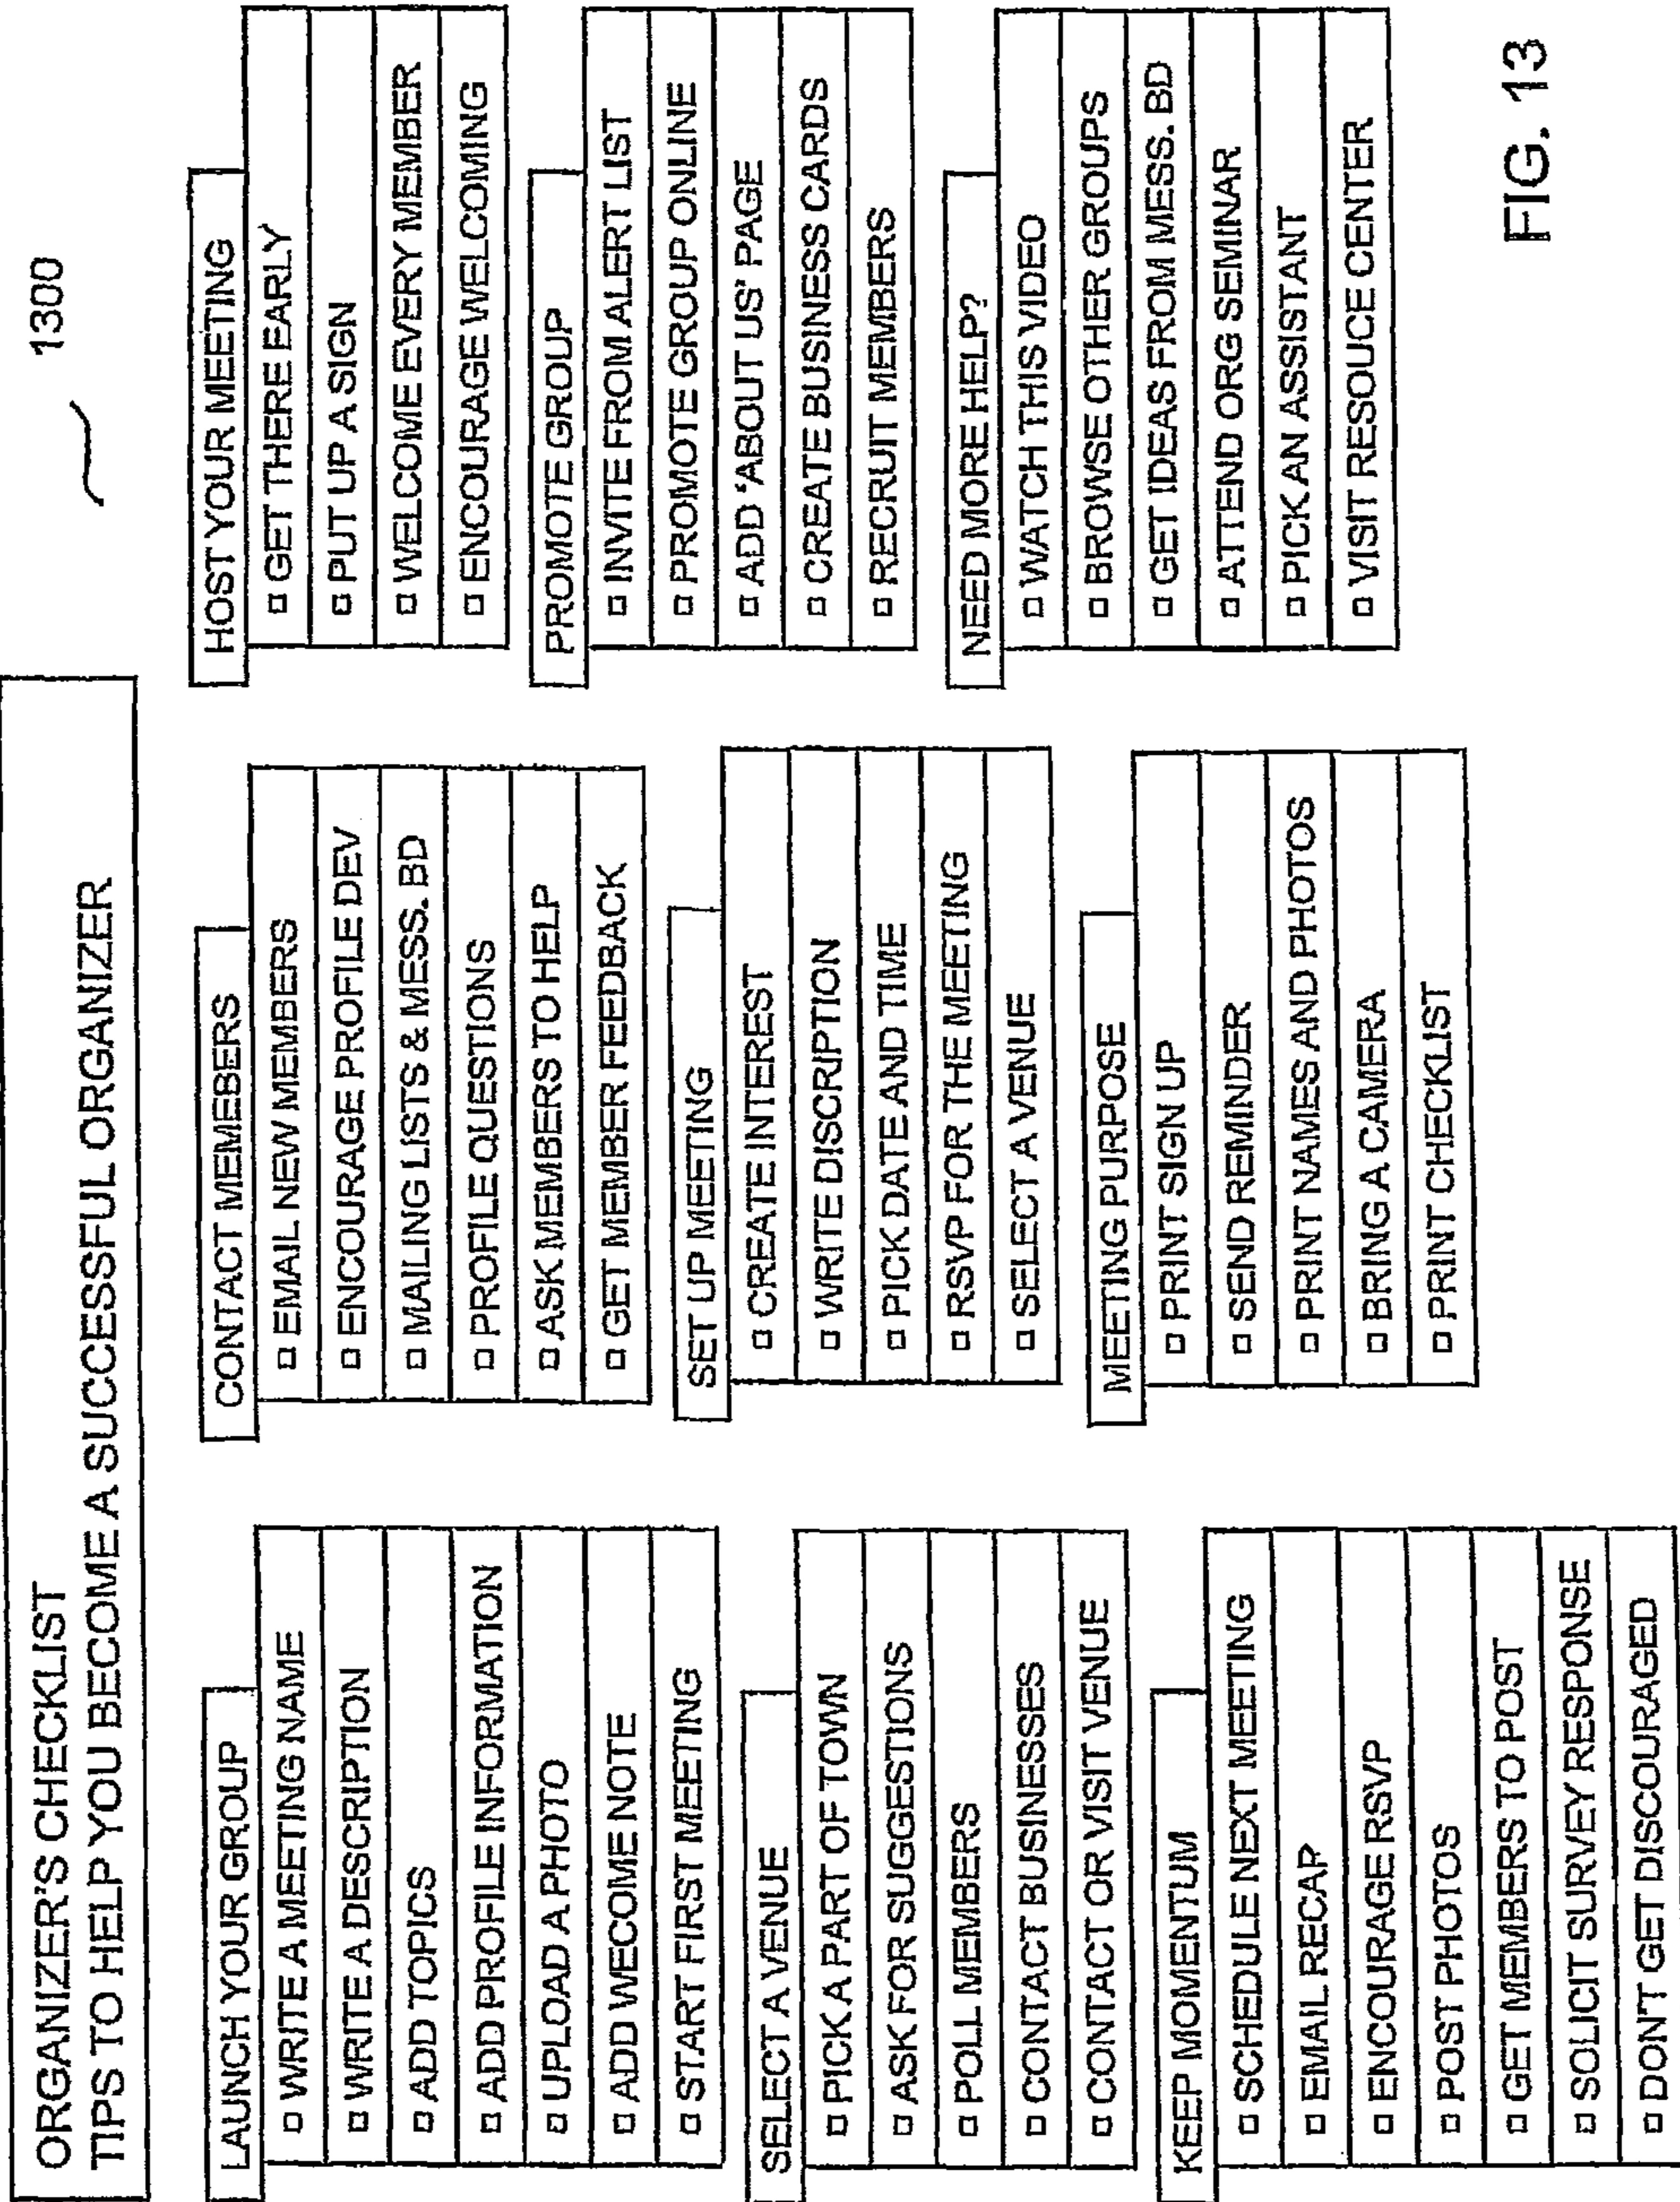 1300
ORGANIZER'S CHECKLIST
TIPS TO HELP YOU BECOME A SUCCESSFUL ORGANIZER
LAUNCH YOUR GROUP
WRITE A MEETING NAME
WRITE A DESCRIPTION
ADD TOPICS
ADD PROFILE INFORMATION
UPLOAD A PHOTO
ADD WECOME NOTE
START FIRST MEETING
SELECT A VENUE
PICK A PART OF TOWN
ASK FOR SUGGESTIONS
POLL MEMBERS
CONTACT BUSINESSES
CONTACT OR VISIT VENUE
KEEP MOMENTUM
SCHEDULE NEXT MEETING
EMAIL RECAP
ENCOURAGE RSVP
POST PHOTOS
GET MEMBERS TO POST
SOLICIT SURVEY RESPONSE
DON'T GET DISCOURAGED
CONTACT MEMEBERS
EMAIL NEW MEMBERS
ENCOURAGE PROFILE DEV
MAILING LISTS & MESS. BD
PROFILE QUESTIONS
ASK MEMBERS TO HELP
GET MEMBER FEEDBACK
SET UP MEETING
CREATE INTEREST
WRITE DISCRIPTION
PICK DATE AND TIME
RSVP FOR THE MEETING
SELECT A VENUE
MEETING PURPOSE
PRINT SIGN UP
SEND REMINDER
PRINT NAMES AND PHOTOS
BRING A CAMERA
PRINT CHECKLIST
HOST YOUR MEETING
GET THERE EARLY
PUT UP A SIGN
WELCOME EVERY MEMBER
ENCOURAGE WELCOMING
PROMOTE GROUP
INVITE FROM ALERT LIST
PROMOTE GROUP ONLINE
ADD 'ABOUT US' PAGE
CREATE BUSINESS CARDS
RECRUIT MEMBERS
NEED MORE HELP?
WATCH THIS VIDEO
BROWSE OTHER GROUPS
GET IDEAS FROM MESS. BD
ATTEND ORG SEMINAR
PICK AN ASSISTANT
VISIT RESOUCE CENTER
FIG. 13